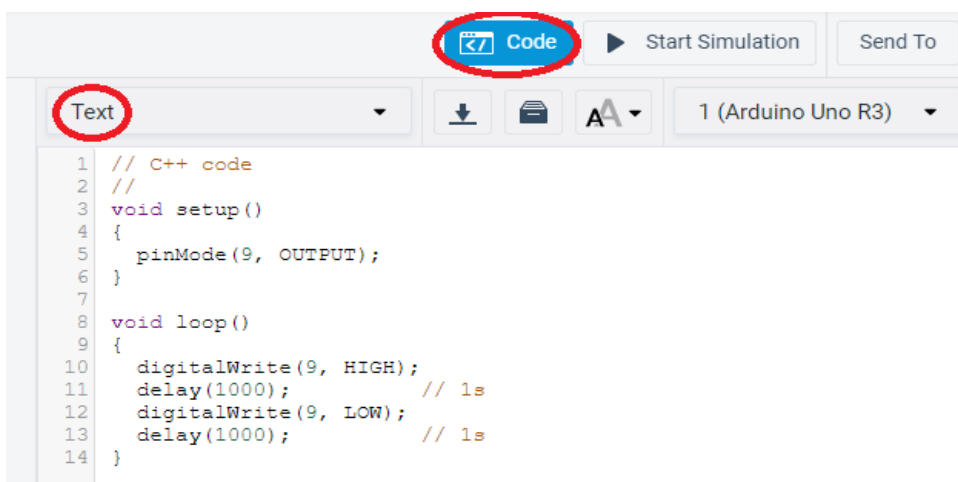 Code Start Simulation Send To
Text 1 (Arduino Uno R3)
1 // C++ code
2 //
3 void setup()
4 {
5   pinMode(9, OUTPUT);
6 }
7
8 void loop()
9 {
10   digitalWrite(9, HIGH);
11   delay(1000);          // 1s
12   digitalWrite(9, LOW);
13   delay(1000);          // 1s
14 }